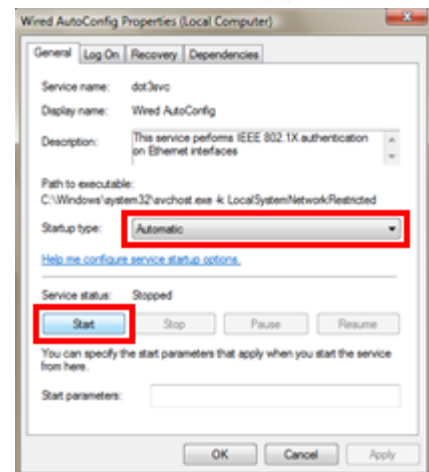 Wired AutoConfig Properties (Local Computer)
General Log On Recovery Dependencies
Service name: dot3svc
Display name: Wired AutoConfig
Description: This service performs IEEE 802.1X authentication
on Ethernet interfaces
Path to executable:
C:\Windows\system32\svchost.exe -k LocalSystemNetworkRestricted
Startup type: Automatic
Help me configure service startup options.
Service status: Stopped
Start Stop Pause Resume
You can specify the start parameters that apply when you start the service
from here.
Start parameters:
OK Cancel Apply